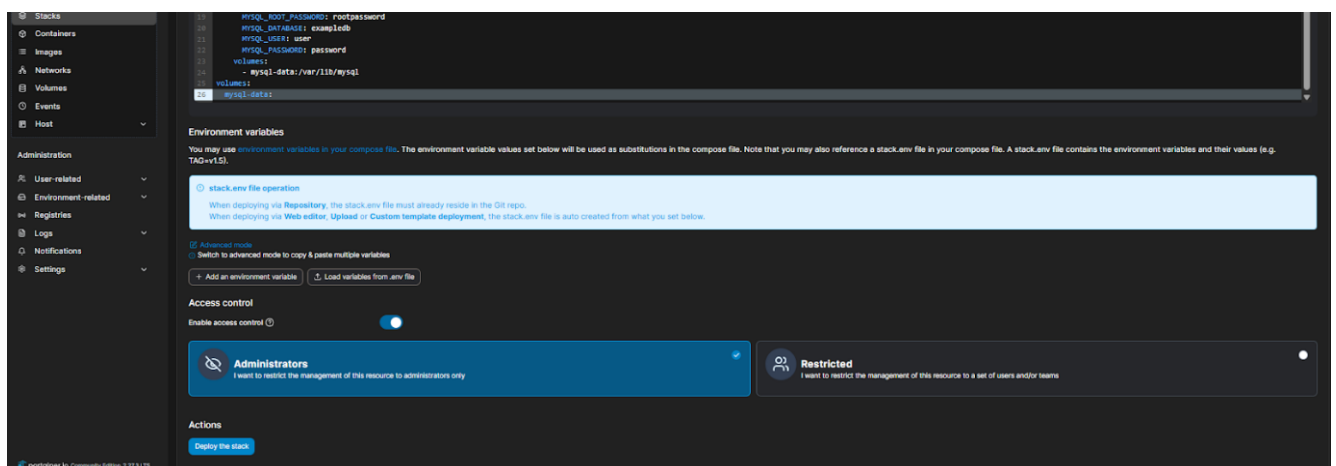 Stacks
Containers
Images
Networks
Volumes
Events
Host
Administration
User-related
Environment-related
Registries
Logs
Notifications
Settings
19 MYSQL_ROOT_PASSWORD: rootpassword
20 MYSQL_DATABASE: exampledb
21 MYSQL_USER: user
22 MYSQL_PASSWORD: password
23 volumes:
24 - mysql-data:/var/lib/mysql
25 volumes:
26 mysql-data:
Environment variables
You may use environment variables in your compose file. The environment variable values set below will be used as substitutions in the compose file. Note that you may also reference a stack.env file in your compose file. A stack.env file contains the environment variables and their values (e.g.
TAG=v1.5).
stack.env file operation
When deploying via Repository, the stack.env file must already reside in the Git repo.
When deploying via Web editor, Upload or Custom template deployment, the stack.env file is auto created from what you set below.
Advanced mode
Switch to advanced mode to copy & paste multiple variables
+ Add an environment variable
Load variables from .env file
Access control
Enable access control
Administrators
I want to restrict the management of this resource to administrators only
Restricted
I want to restrict the management of this resource to a set of users and/or teams
Actions
Deploy the stack
portainer.io Community Edition